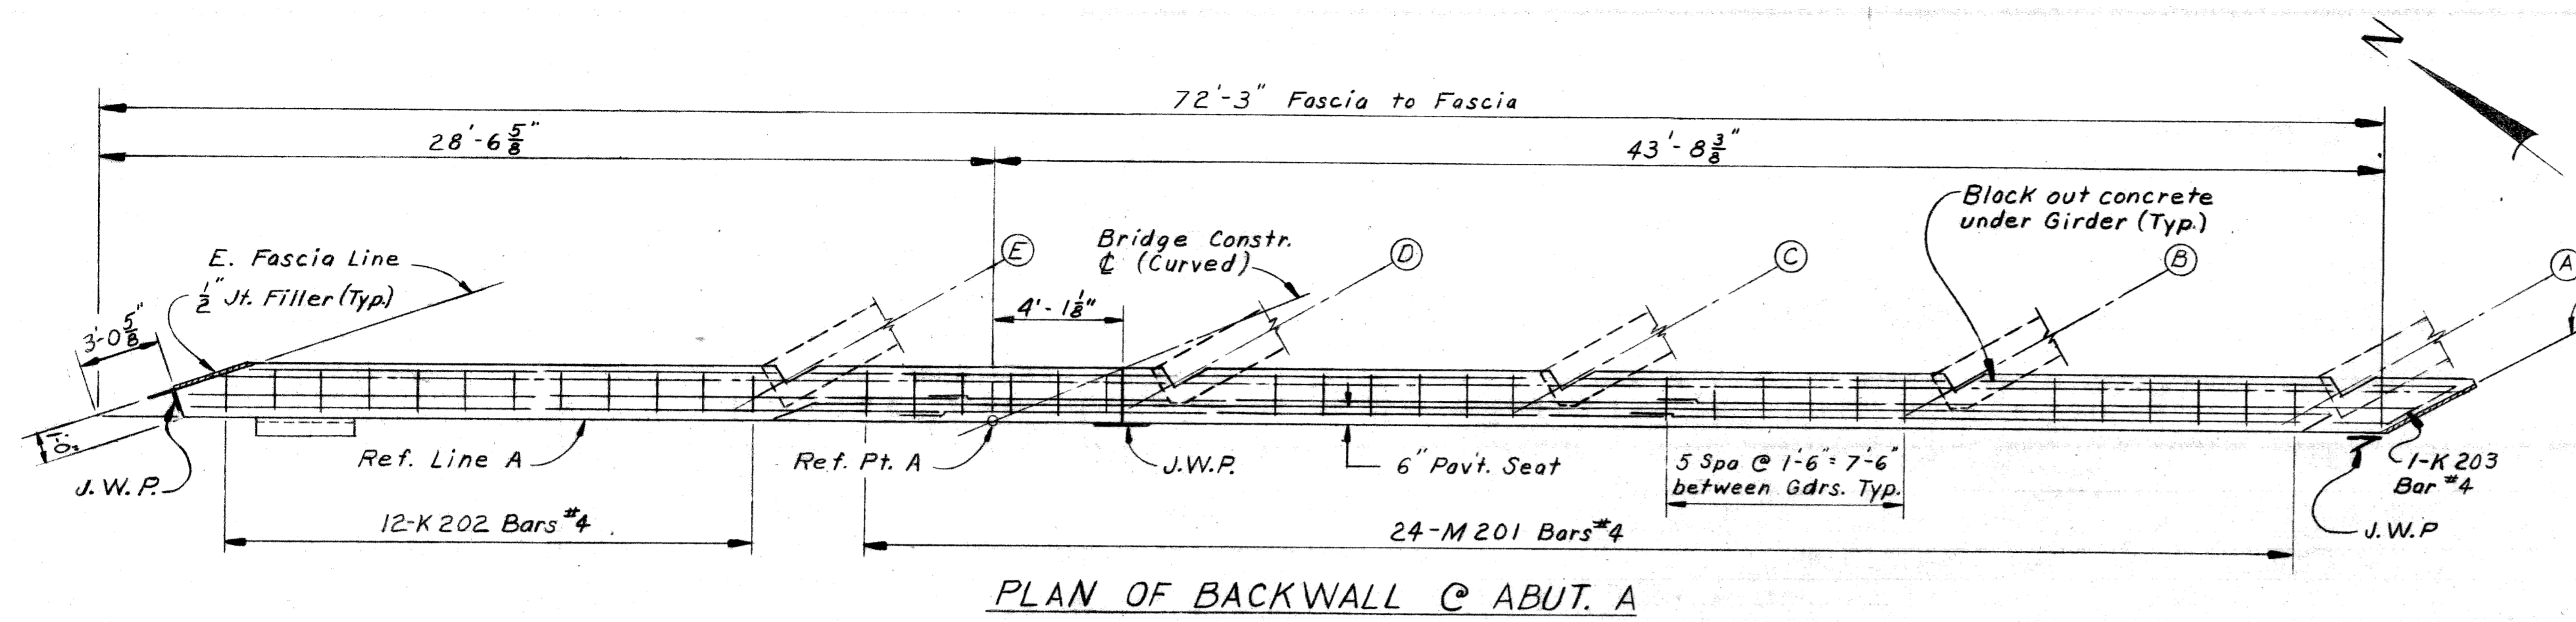 N
72'-3" Fascia to Fascia
28'-6 5/8"
43'-8 3/8"
Block out concrete
under Girder (Typ.)
E. Fascia Line
1/2" Jt. Filler (Typ.)
Bridge Constr.
℄ (Curved)
E
D
C
B
A
3'-0 5/8"
4'-1 1/8"
Ref. Line A
Ref. Pt. A
J.W.P.
J.W.P.
6" Pav't. Seat
5 Spa @ 1'-6" = 7'-6"
between Gdrs. Typ.
1-K 203
Bar #4
J.W.P
12-K 202 Bars #4
24-M 201 Bars #4
PLAN OF BACKWALL @ ABUT. A